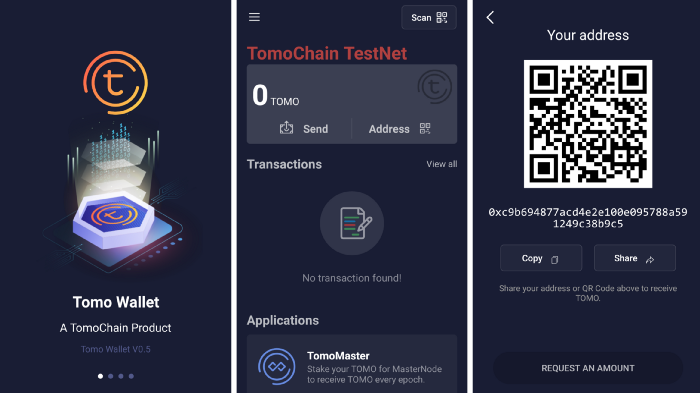 Tomo Wallet
A TomoChain Product
Tomo Wallet V0.5
Scan
TomoChain TestNet
0 TOMO
Send
Address
Transactions
View all
No transaction found!
Applications
TomoMaster
Stake your TOMO for MasterNode
to receive TOMO every epoch.
Your address
0xc9b694877acd4e2e100e095788a59
1249c38b9c5
Copy
Share
Share your address or QR Code above to receive
TOMO.
REQUEST AN AMOUNT